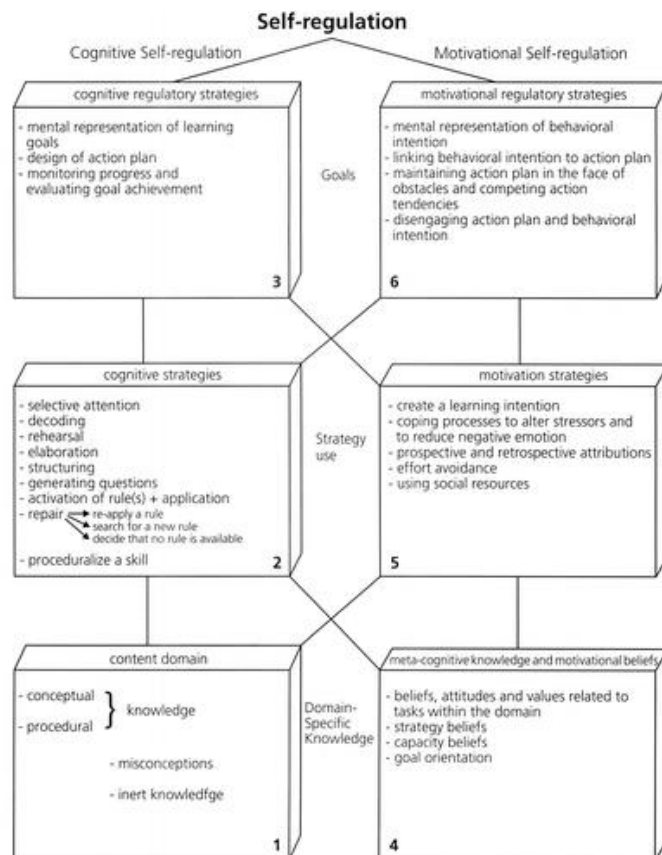 Self-regulation
Cognitive Self-regulation
Motivational Self-regulation
cognitive regulatory strategies
- mental representation of learning
goals
- design of action plan
- monitoring progress and
evaluating goal achievement
3
Goals
motivational regulatory strategies
- mental representation of behavioral
intention
- linking behavioral intention to action plan
- maintaining action plan in the face of
obstacles and competing action
tendencies
- disengaging action plan and behavioral
intention
6
cognitive strategies
- selective attention
- decoding
- rehearsal
- elaboration
- structuring
- generating questions
- activation of rule(s) + application
- repair
re-apply a rule
search for a new rule
decide that no rule is available
- proceduralize a skill
2
Strategy
use
motivation strategies
- create a learning intention
- coping processes to alter stressors and
to reduce negative emotion
- prospective and retrospective attributions
- effort avoidance
- using social resources
5
content domain
- conceptual
- procedural
} knowledge
- misconceptions
- inert knowledfge
1
Domain-
Specific
Knowledge
meta-cognitive knowledge and motivational beliefs
- beliefs, attitudes and values related to
tasks within the domain
- strategy beliefs
- capacity beliefs
- goal orientation
4